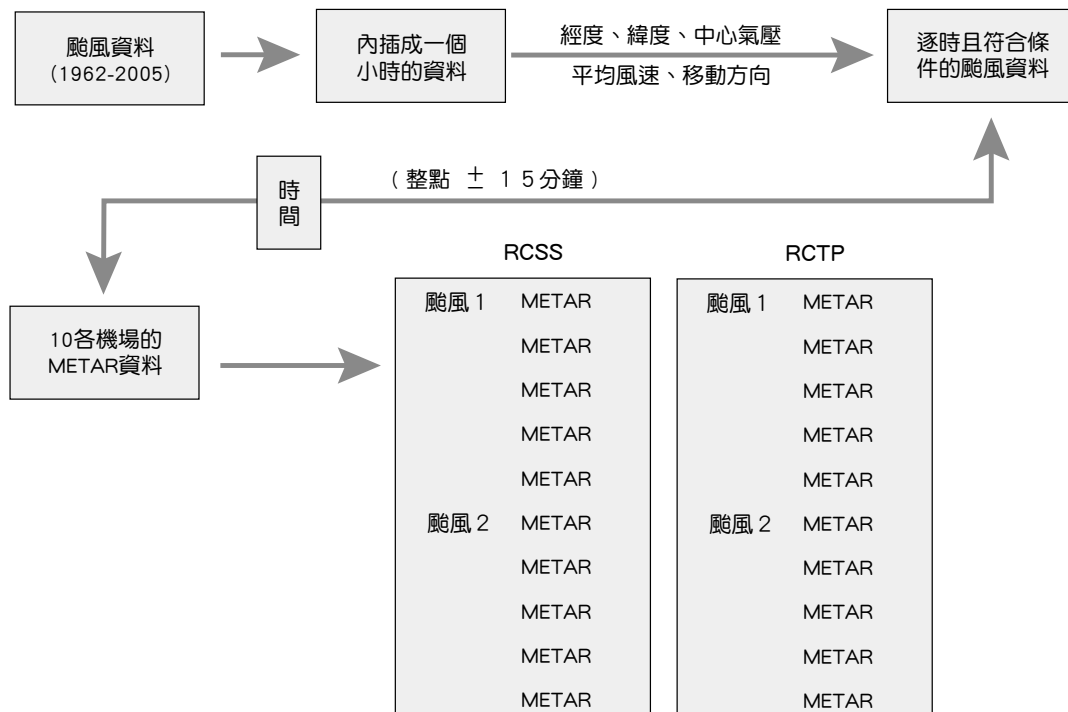 颱風資料
(1962-2005)
內插成一個
小時的資料
經度、緯度、中心氣壓
平均風速、移動方向
逐時且符合條
件的颱風資料
時
間
(整點 ± 15分鐘)
10各機場的
METAR資料
RCSS
颱風1 METAR
METAR
METAR
METAR
METAR
颱風2 METAR
METAR
METAR
METAR
METAR
RCTP
颱風1 METAR
METAR
METAR
METAR
METAR
颱風2 METAR
METAR
METAR
METAR
METAR